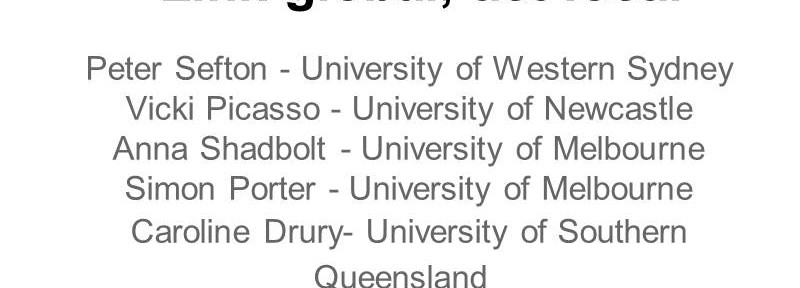 Peter Sefton - University of Western Sydney
Vicki Picasso - University of Newcastle
Anna Shadbolt - University of Melbourne
Simon Porter - University of Melbourne
Caroline Drury- University of Southern
Queensland